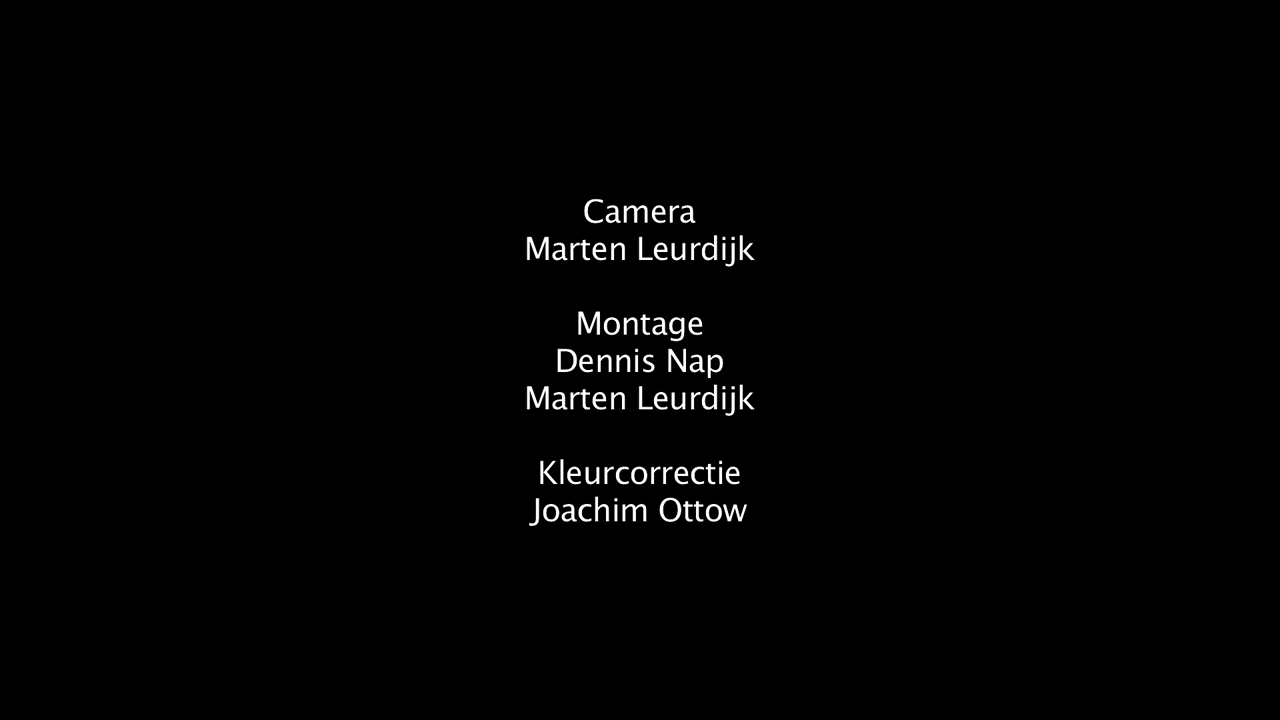 Camera
Marten Leurdijk
Montage
Dennis Nap
Marten Leurdijk
Kleurcorrectie
Joachim Ottow